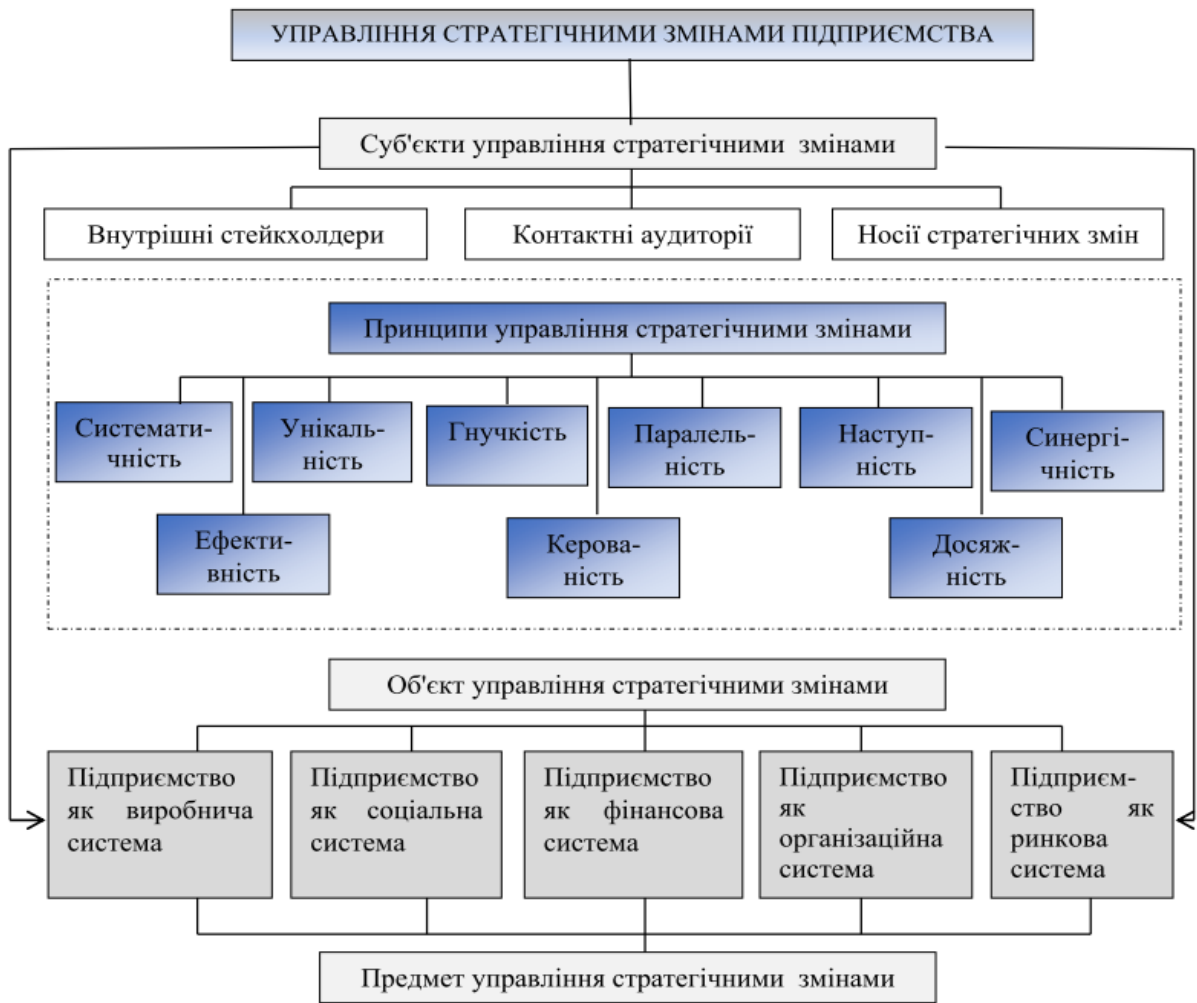 УПРАВЛІННЯ СТРАТЕГІЧНИМИ ЗМІНАМИ ПІДПРИЄМСТВА
Суб'єкти управління стратегічними змінами
Внутрішні стейкхолдери
Контактні аудиторії
Носії стратегічних змін
Принципи управління стратегічними змінами
Системати-
чність
Унікаль-
ність
Гнучкість
Паралель-
ність
Наступ-
ність
Синергі-
чність
Ефекти-
вність
Керова-
ність
Досяж-
ність
Об'єкт управління стратегічними змінами
Підприємство
як виробнича
система
Підприємство
як соціальна
система
Підприємство
як фінансова
система
Підприємство
як
організаційна
система
Підприєм-
ство як
ринкова
система
Предмет управління стратегічними змінами